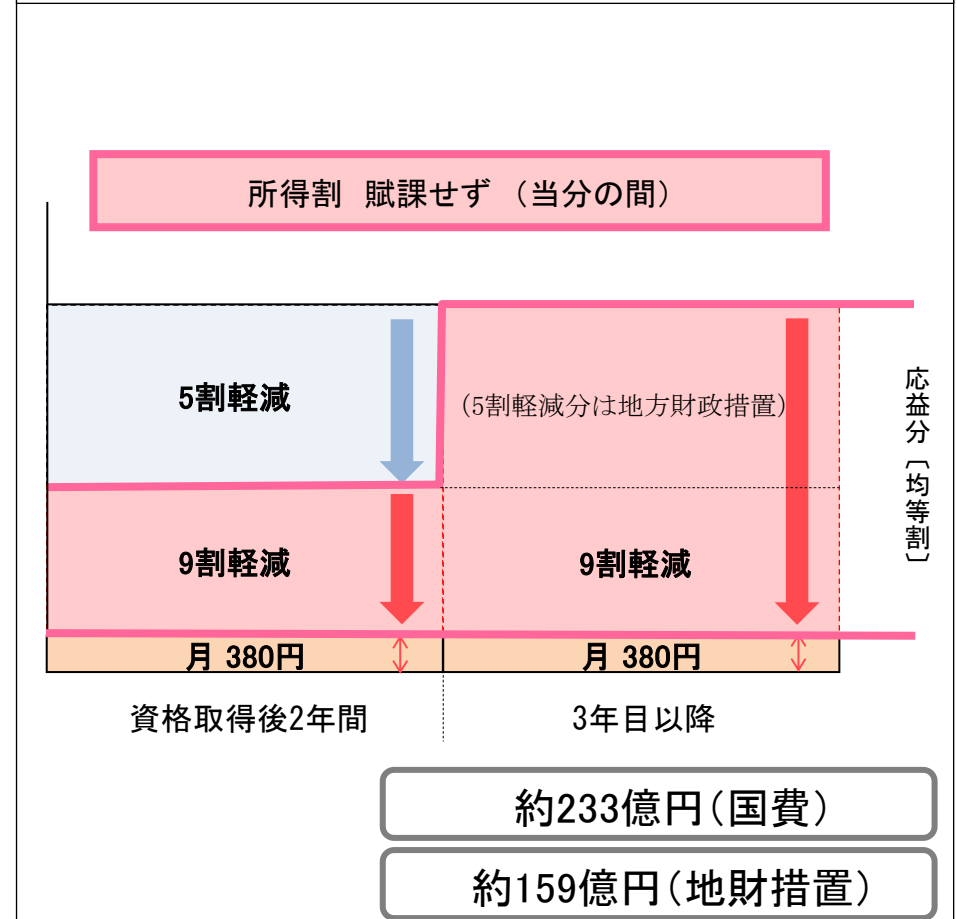 所得割 賦課せず （当分の間）
5割軽減
(5割軽減分は地方財政措置)
応益分〔均等割〕
9割軽減
9割軽減
月 380円
月 380円
資格取得後2年間
3年目以降
約233億円(国費)
約159億円(地財措置)